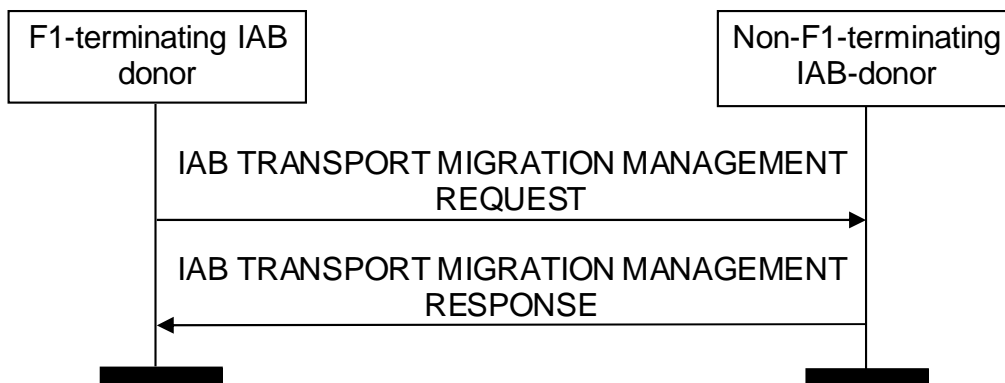 F1-terminating IAB
donor
Non-F1-terminating
IAB-donor
IAB TRANSPORT MIGRATION MANAGEMENT
REQUEST
IAB TRANSPORT MIGRATION MANAGEMENT
RESPONSE